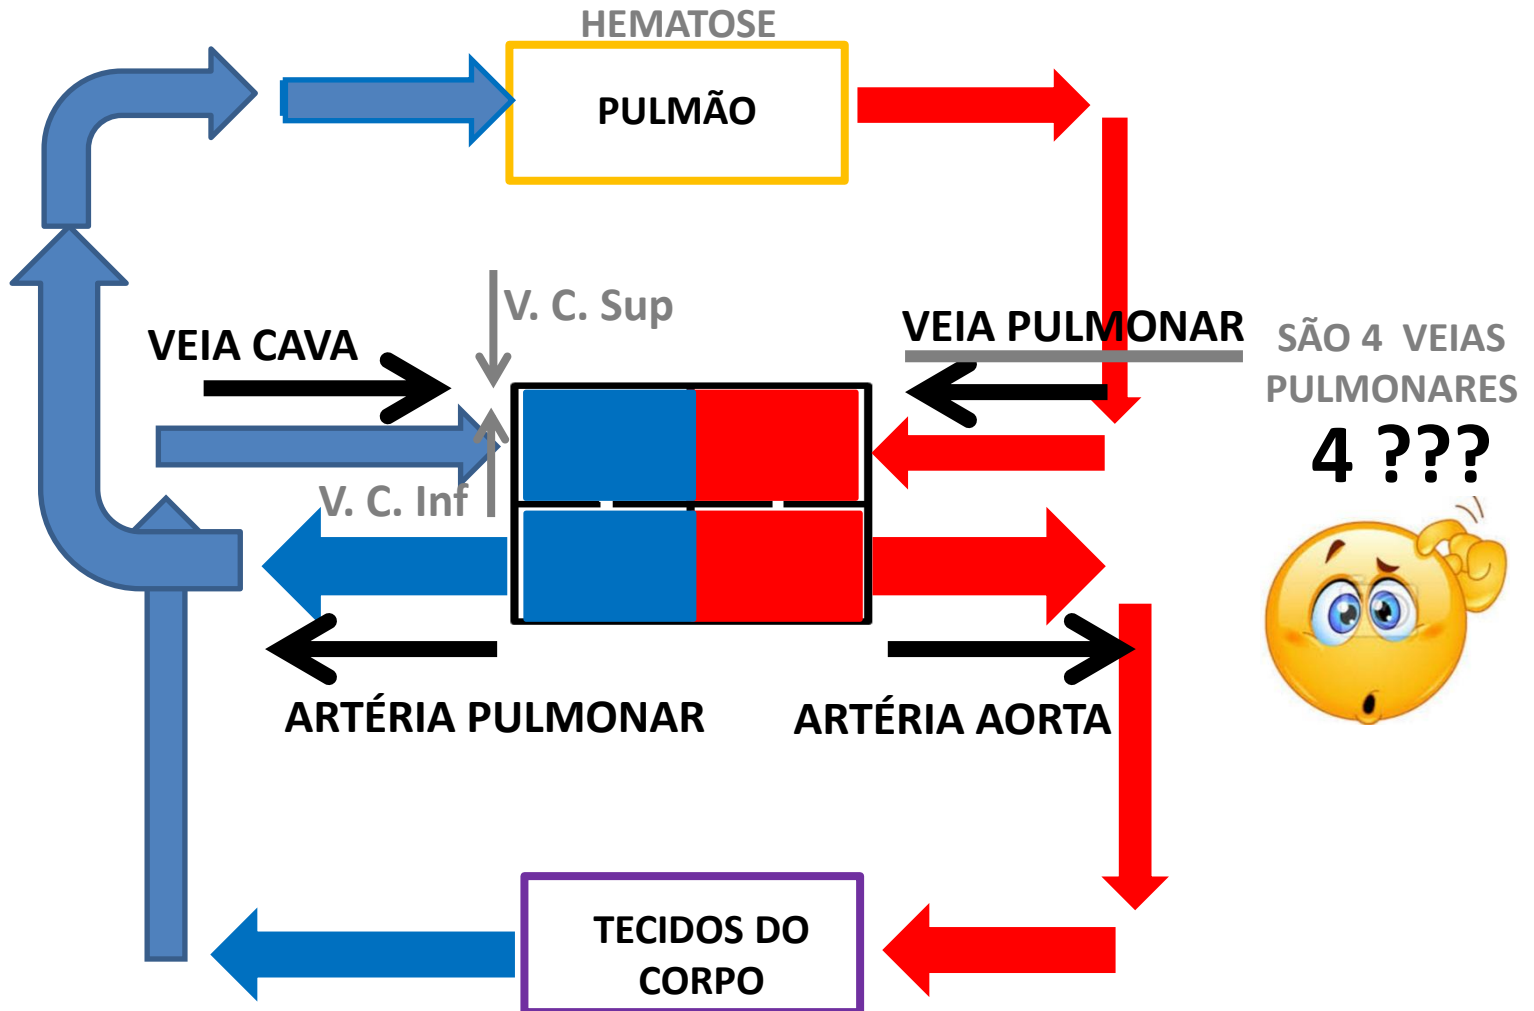 HEMATOSE
PULMÃO
V. C. Sup
VEIA CAVA
VEIA PULMONAR
SÃO 4 VEIAS
PULMONARES
4 ???
V. C. Inf
ARTÉRIA PULMONAR
ARTÉRIA AORTA
TECIDOS DO
CORPO